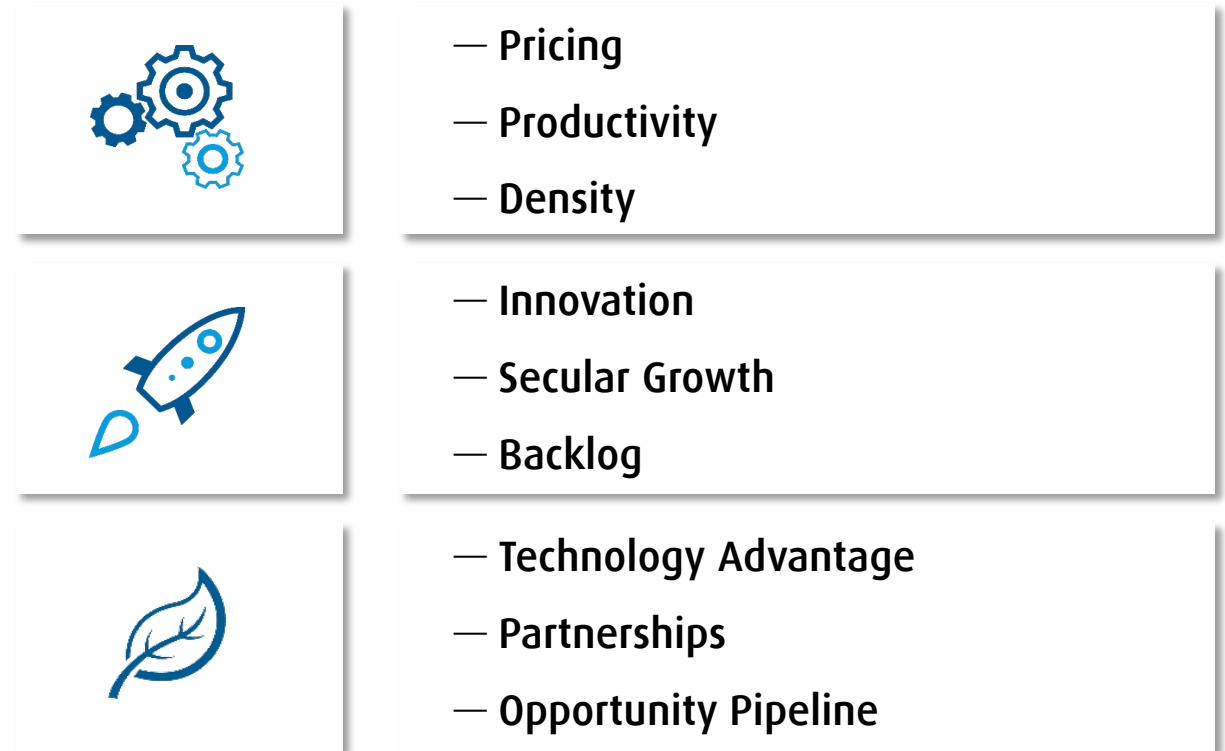 — Pricing
— Productivity
— Density
— Innovation
— Secular Growth
— Backlog
— Technology Advantage
— Partnerships
— Opportunity Pipeline